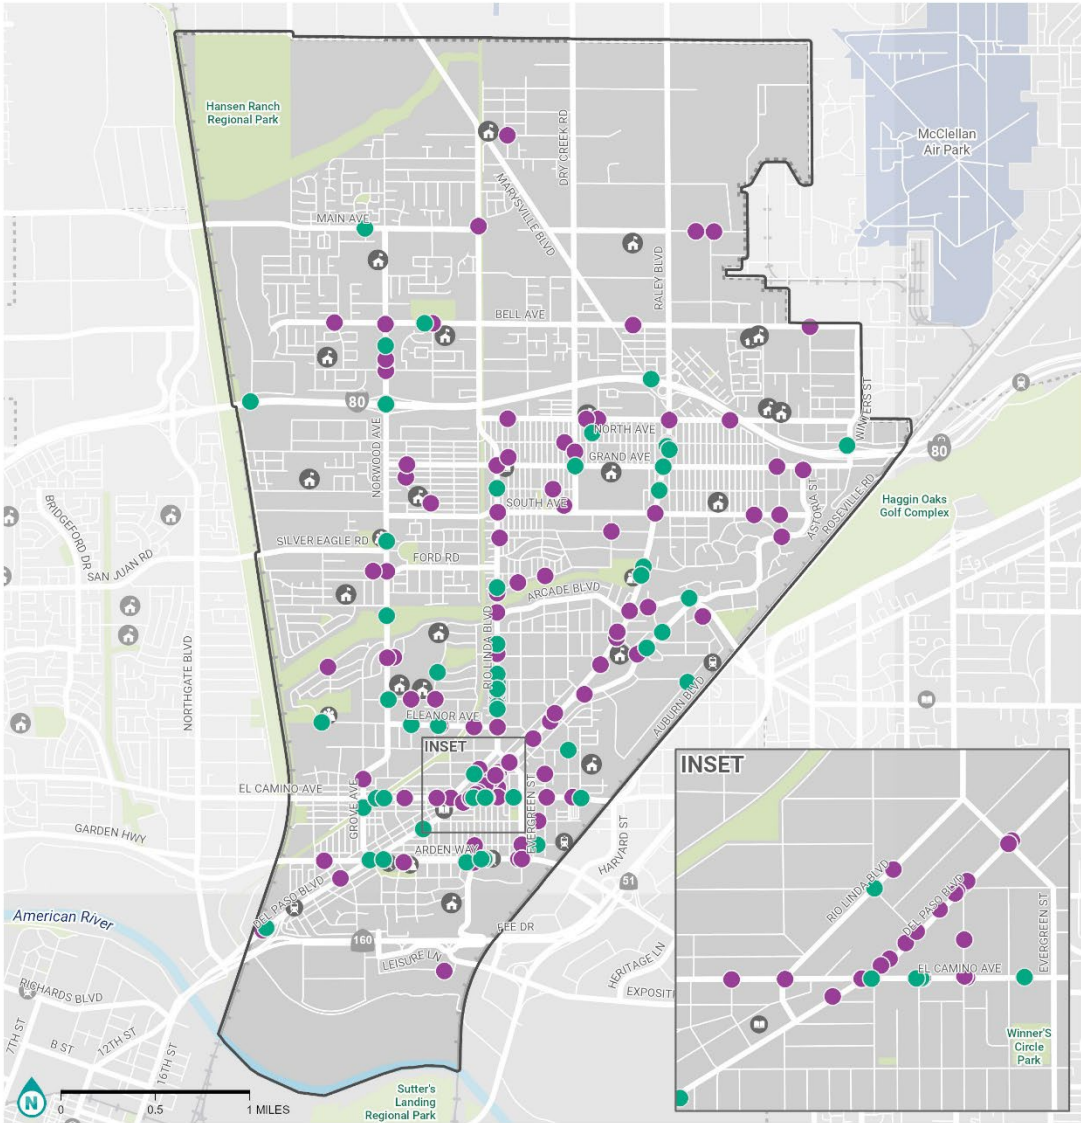 Hansen Ranch
Regional Park
McClellan
Air Park
DRY CREEK RD
MARYSVILLE BLVD
MAIN AVE
RALEY BLVD
BELL AVE
80
WINTERS ST
NORTH AVE
NORWOOD AVE
GRAND AVE
80
SOUTH AVE
ASTORIA ST
ROSEVILLE RD
Haggin Oaks
Golf Complex
BRIDGEFORD DR
SAN JUAN RD
SILVER EAGLE RD
FORD RD
ARCADE BLVD
NORTHGATE BLVD
RIO LINDA BLVD
AUBURN BLVD
ELEANOR AVE
INSET
EL CAMINO AVE
GROVE AVE
EVERGREEN ST
GARDEN HWY
ARDEN WAY
HARVARD ST
51
DEL PASO BLVD
American River
160
LEISURE LN
HERITAGE LN
RICHARDS BLVD
7TH ST
B ST
12TH ST
16TH ST
N
0 0.5 1 MILES
Sutter's
Landing
Regional Park
INSET
RIO LINDA BLVD
DEL PASO BLVD
EVERGREEN ST
EL CAMINO AVE
Winner'S
Circle
Park